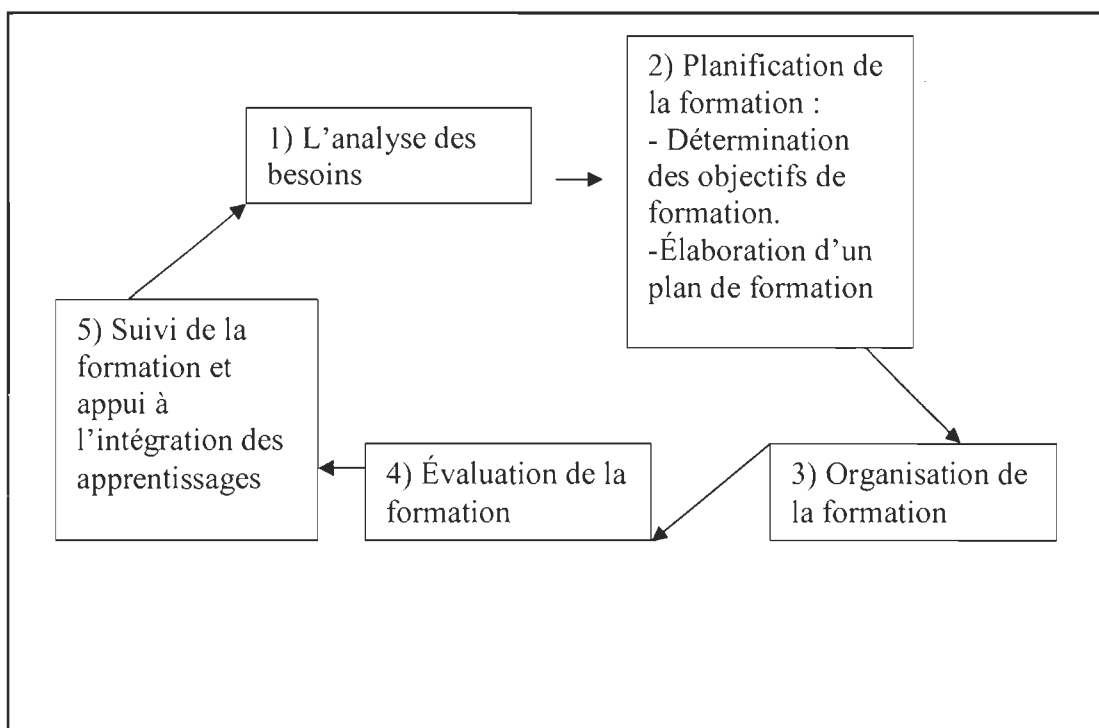 1) L'analyse des
besoins
2) Planification de
la formation :
- Détermination
des objectifs de
formation.
-Élaboration d'un
plan de formation
3) Organisation de
la formation
4) Évaluation de la
formation
5) Suivi de la
formation et
appui à
l'intégration des
apprentissages